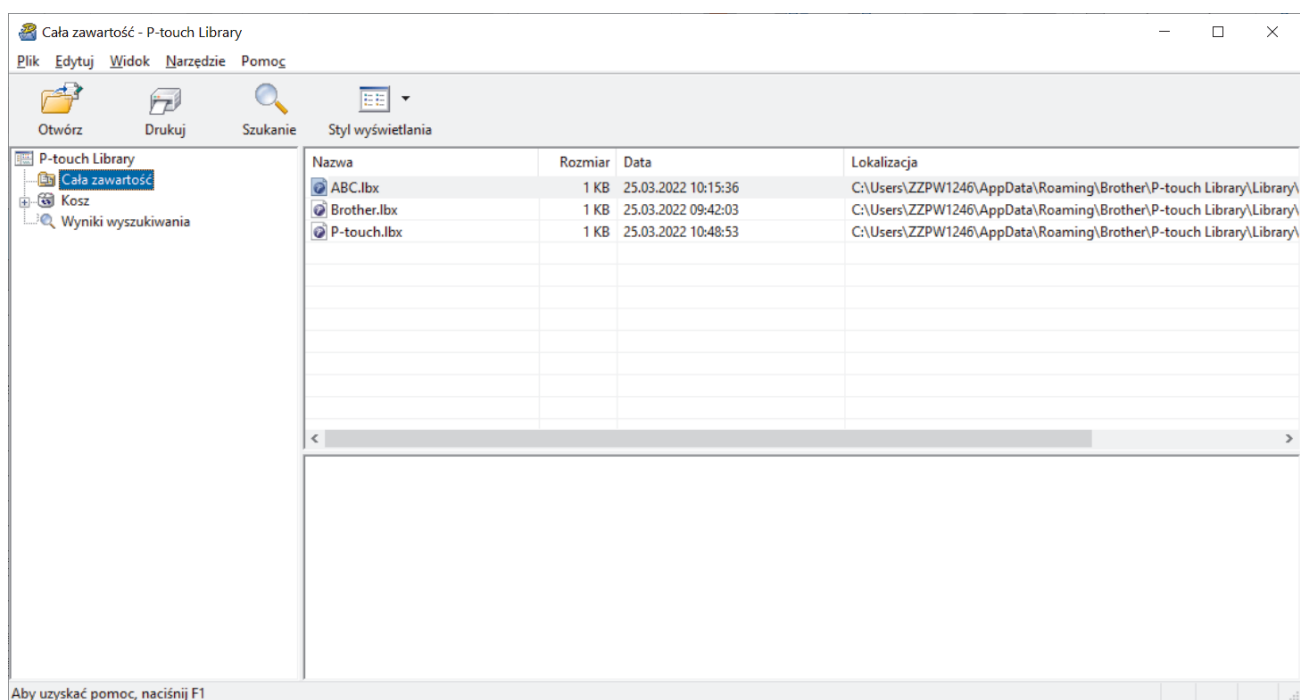 Cała zawartość - P-touch Library
Plik Edytuj Widok Narzędzie Pomoc
Otwórz Drukuj Szukanie Styl wyświetlania
P-touch Library
Cała zawartość
Kosz
Wyniki wyszukiwania
Nazwa Rozmiar Data Lokalizacja
ABC.lbx 1 KB 25.03.2022 10:15:36 C:\Users\ZZPW1246\AppData\Roaming\Brother\P-touch Library\Library\
Brother.lbx 1 KB 25.03.2022 09:42:03 C:\Users\ZZPW1246\AppData\Roaming\Brother\P-touch Library\Library\
P-touch.lbx 1 KB 25.03.2022 10:48:53 C:\Users\ZZPW1246\AppData\Roaming\Brother\P-touch Library\Library\
Aby uzyskać pomoc, naciśnij F1